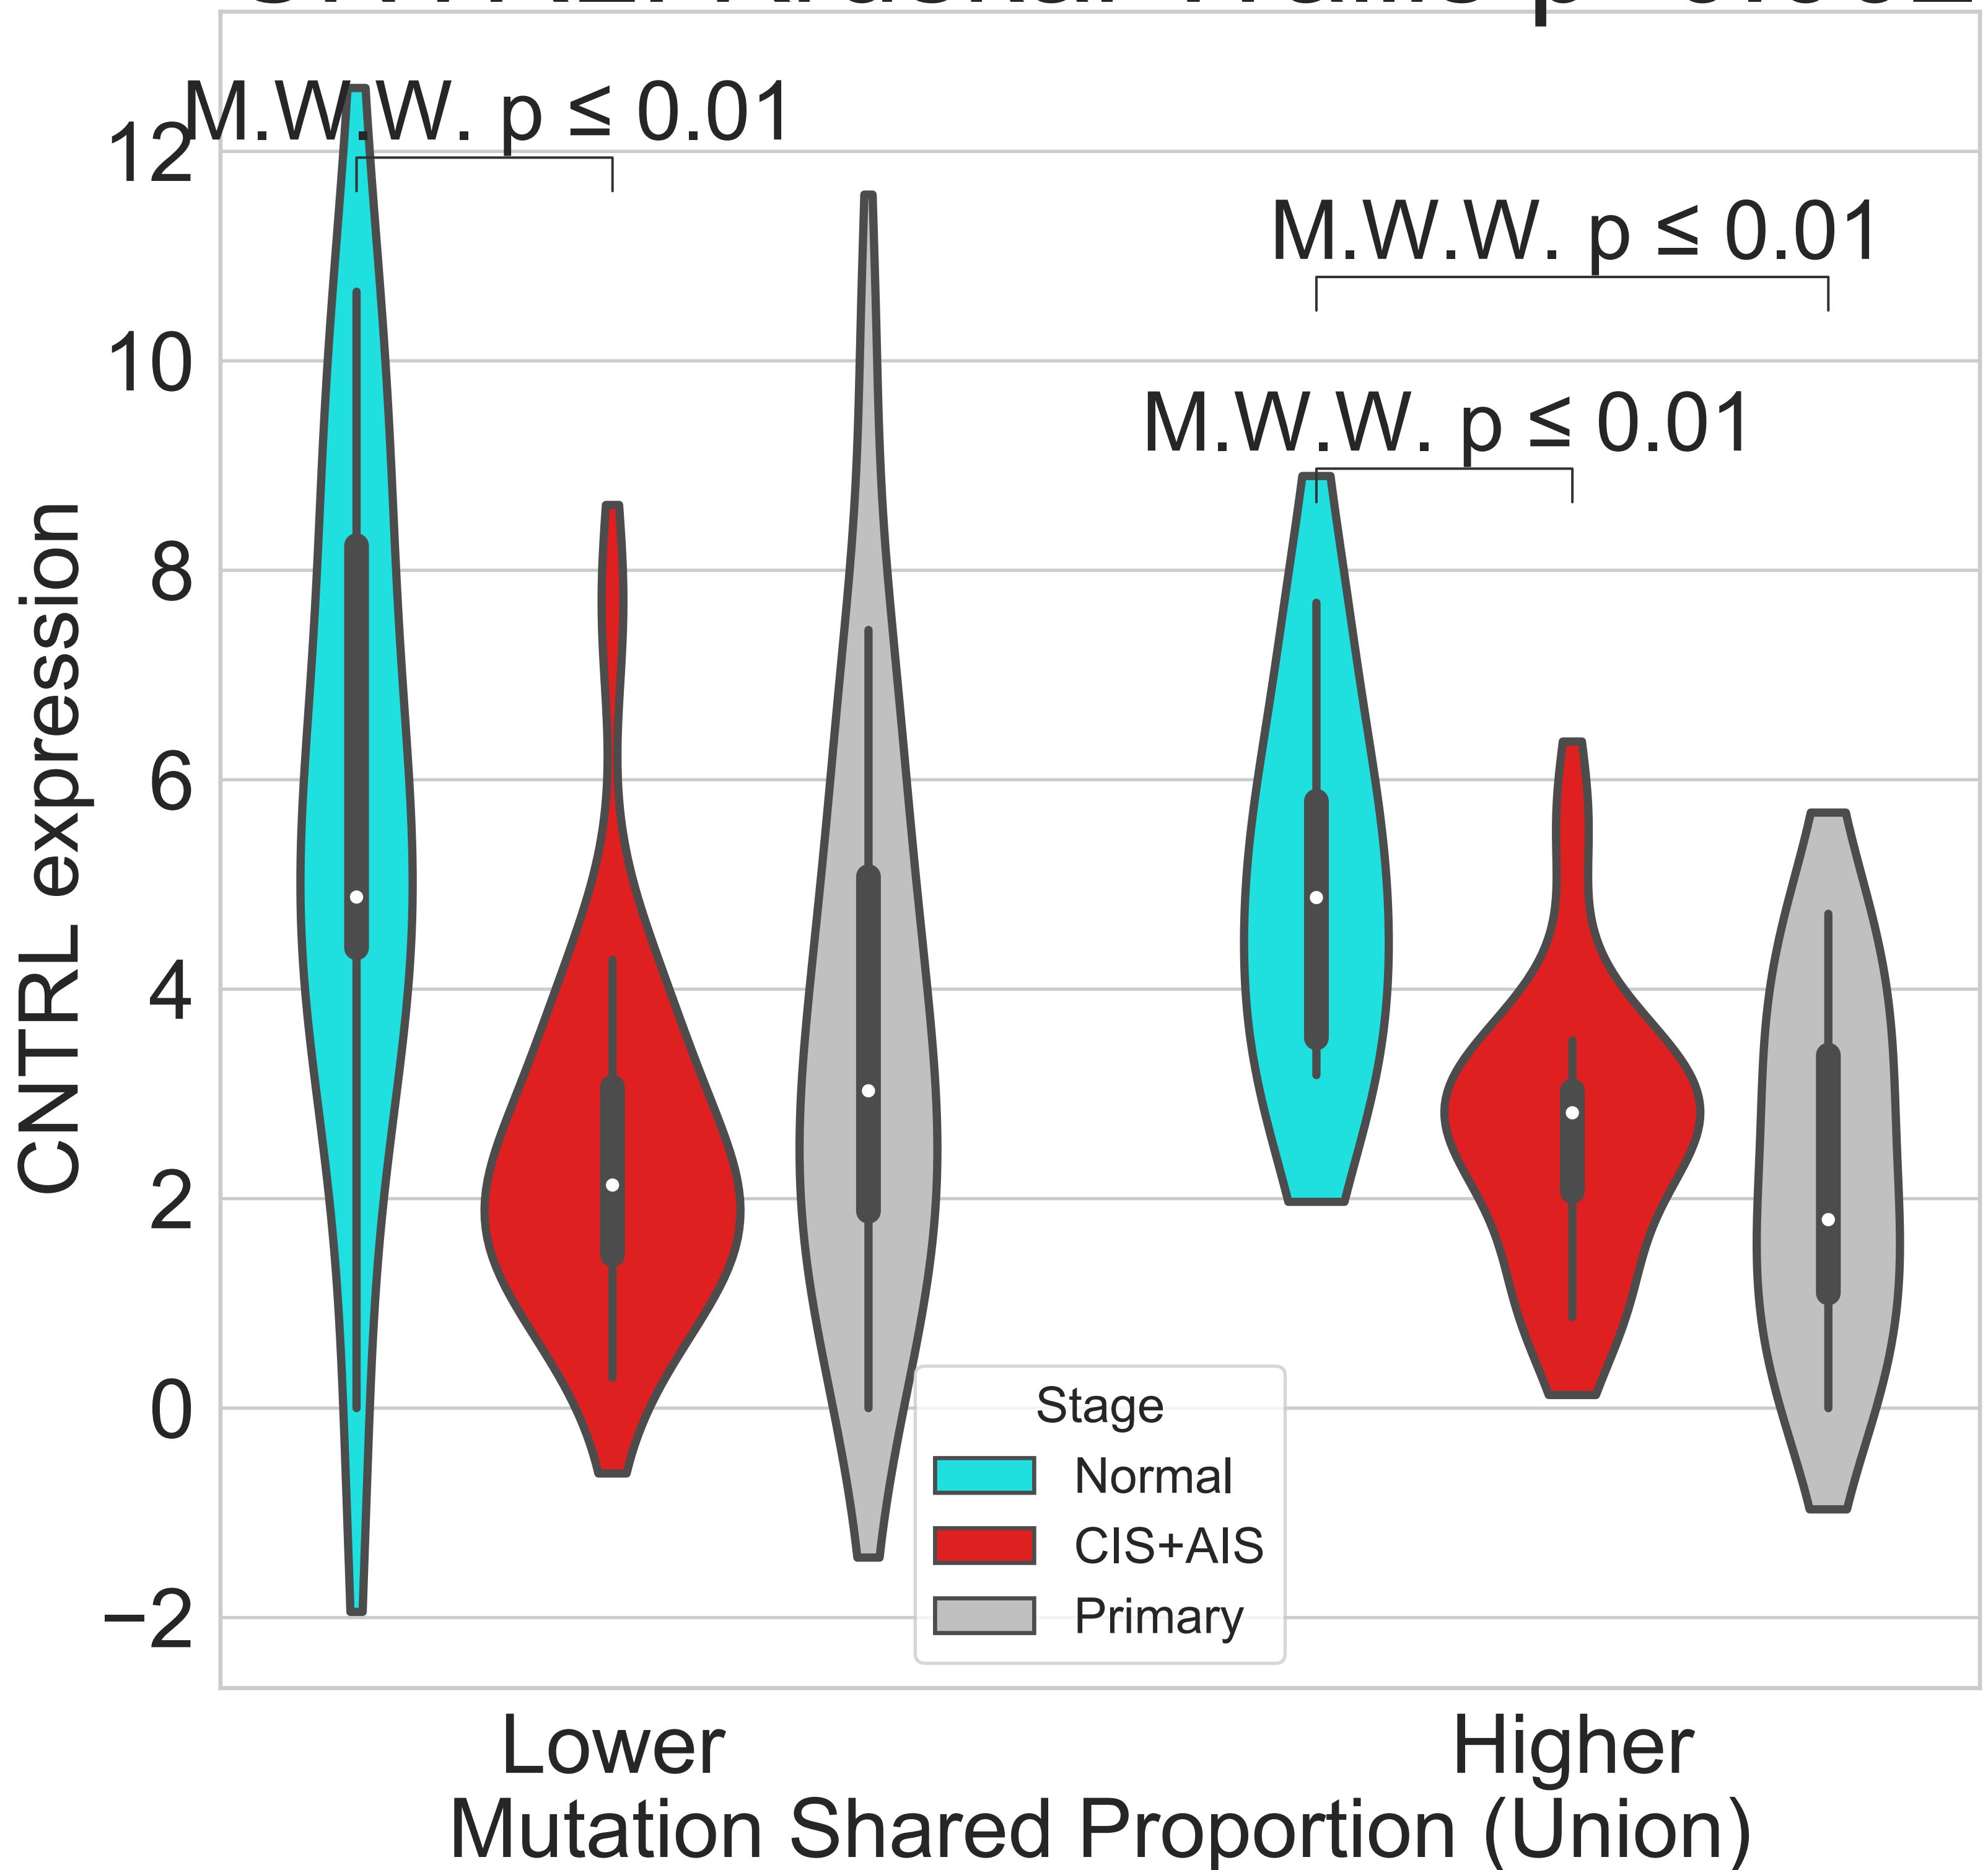 M.W.W. p ≤ 0.01
M.W.W. p ≤ 0.01
M.W.W. p ≤ 0.01
12
10
8
6
4
2
0
−2
CNTRL expression
Stage
Normal
CIS+AIS
Primary
Lower
Higher
Mutation Shared Proportion (Union)